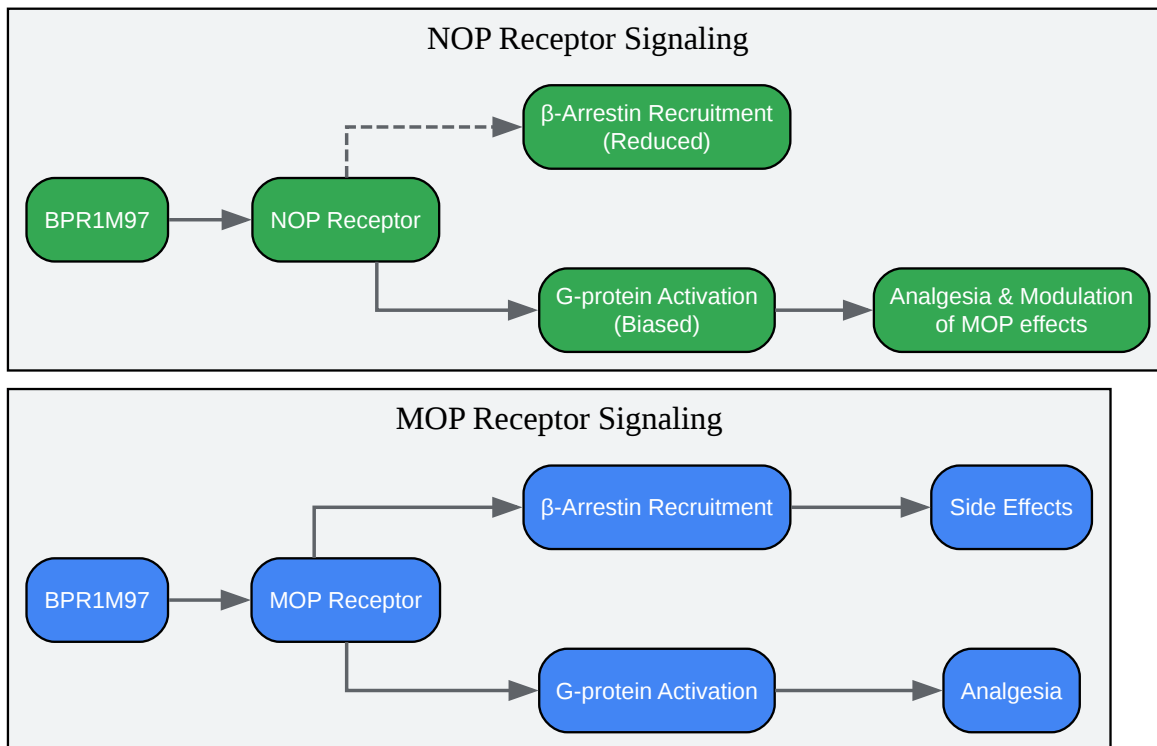 NOP Receptor Signaling
β-Arrestin Recruitment
(Reduced)
BPR1M97
NOP Receptor
G-protein Activation
(Biased)
Analgesia & Modulation
of MOP effects
MOP Receptor Signaling
β-Arrestin Recruitment
Side Effects
BPR1M97
MOP Receptor
G-protein Activation
Analgesia